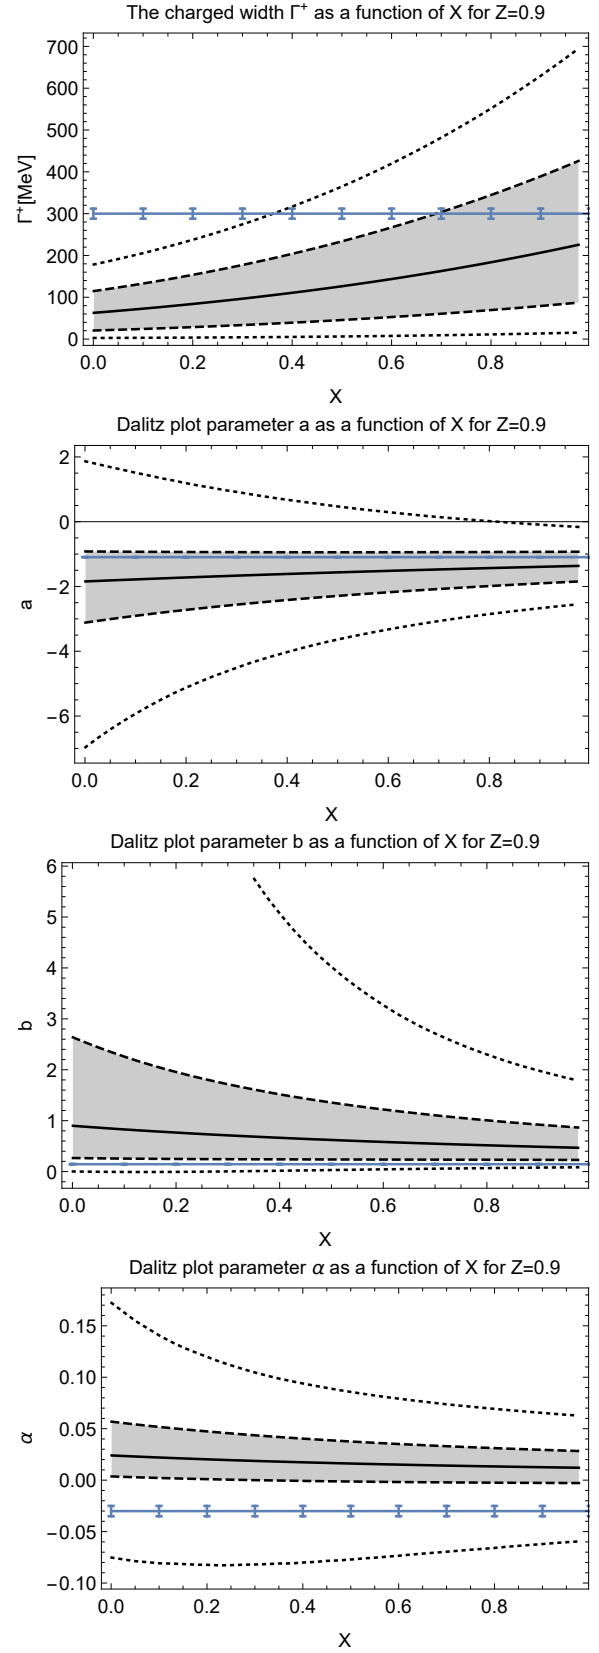 The charged width Γ⁺ as a function of X for Z=0.9
Γ⁺[MeV]
700
600
500
400
300
200
100
0
0.0 0.2 0.4 0.6 0.8
X
Dalitz plot parameter a as a function of X for Z=0.9
a
2
0
−2
−4
−6
0.0 0.2 0.4 0.6 0.8
X
Dalitz plot parameter b as a function of X for Z=0.9
b
6
5
4
3
2
1
0
0.0 0.2 0.4 0.6 0.8
X
Dalitz plot parameter α as a function of X for Z=0.9
α
0.15
0.10
0.05
0.00
−0.05
−0.10
0.0 0.2 0.4 0.6 0.8
X